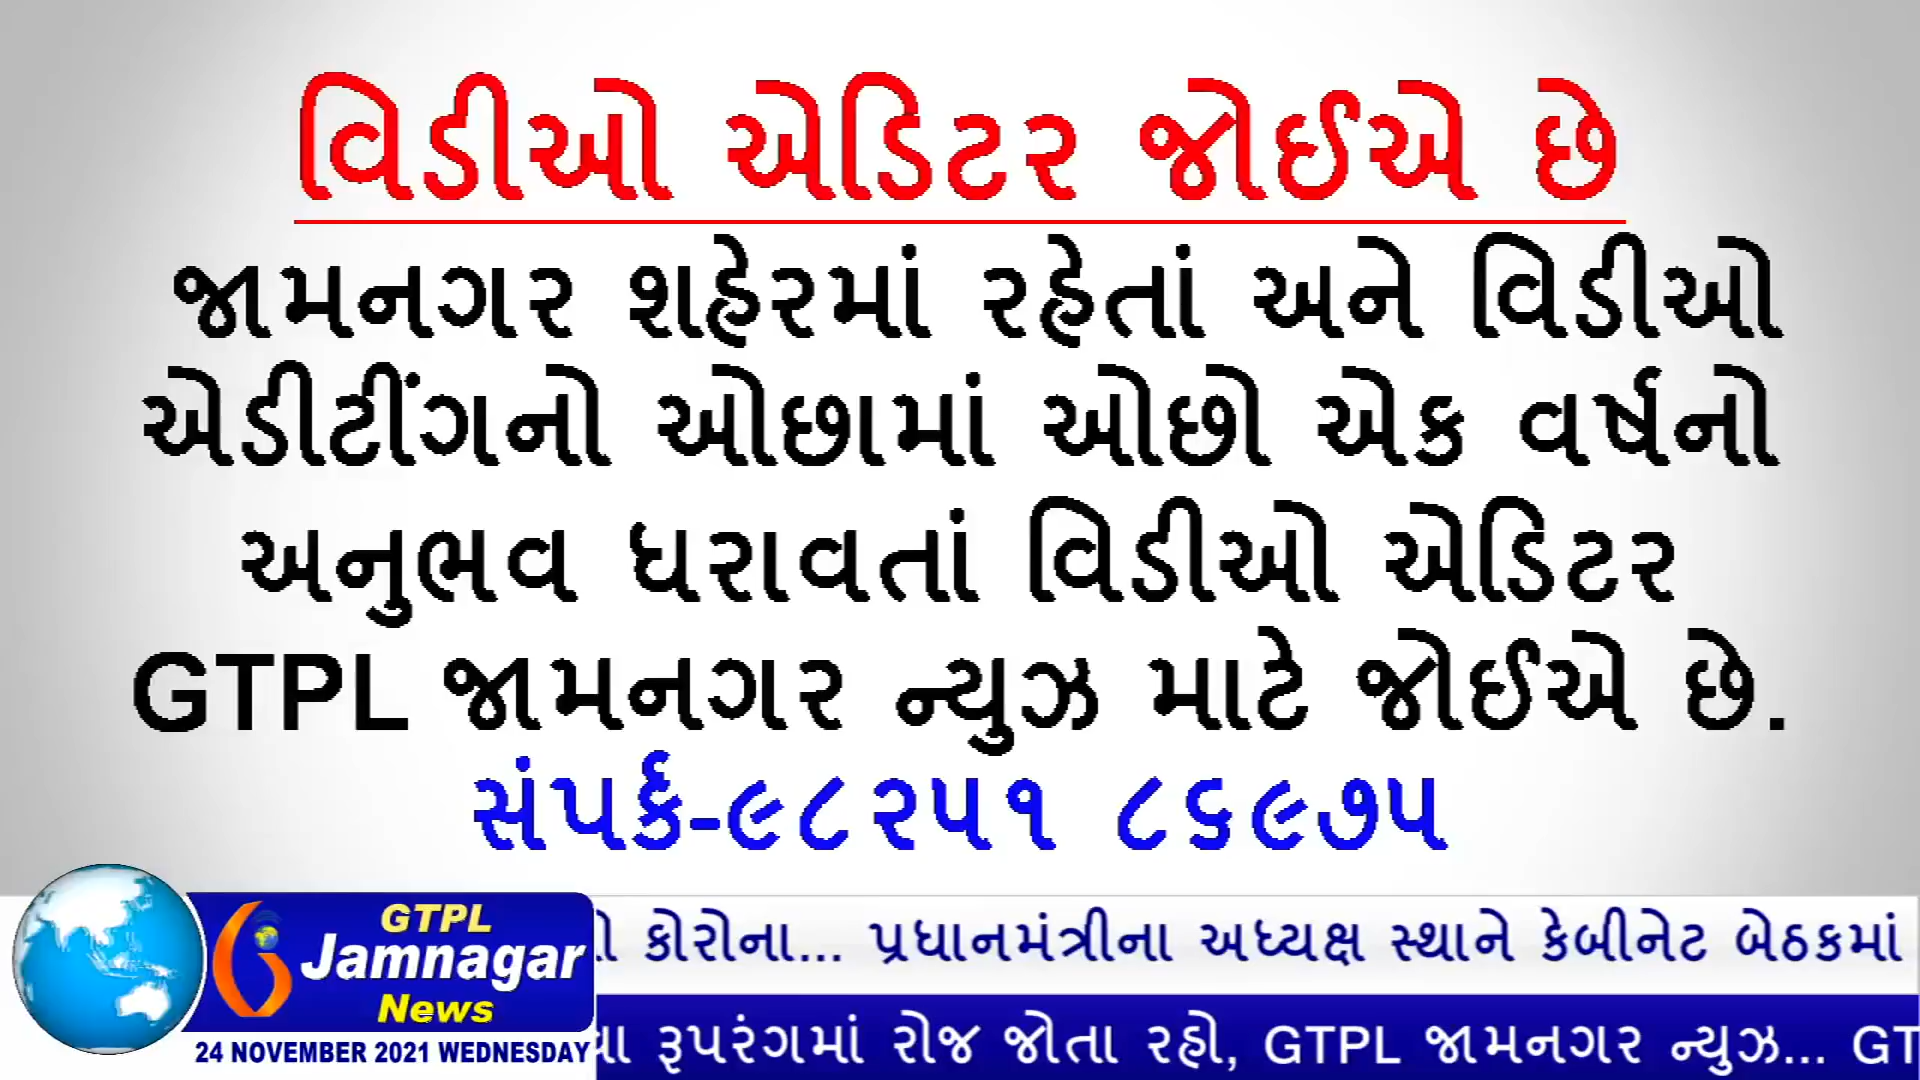 વિડીઓ એડિટર જોઈએ છે
જામનગર શહેરમાં રહેતાં અને વિડીઓ
એડીટીંગનો ઓછામાં ઓછો એક વર્ષનો
અનુભવ ધરાવતાં વિડીઓ એડિટર
GTPL જામનગર ન્યુઝ માટે જોઈએ છે.
સંપર્ક-૯૮૨૫૧ ૮૬૯૭૫
GTPL
Jamnagar
News
24 NOVEMBER 2021 WEDNESDAY
કોરોના... પ્રધાનમંત્રીના અધ્યક્ષ સ્થાને કેબીનેટ બેઠકમાં
રૂપરંગમાં રોજ જોતા રહો, GTPL જામનગર ન્યુઝ... GT